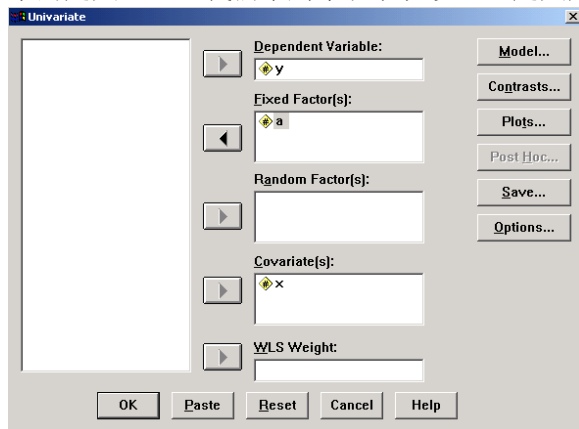 Univariate
Dependent Variable:
y
Fixed Factor(s):
a
Random Factor(s):
Covariate(s):
x
WLS Weight:
Model...
Contrasts...
Plots...
Post Hoc...
Save...
Options...
OK
Paste
Reset
Cancel
Help